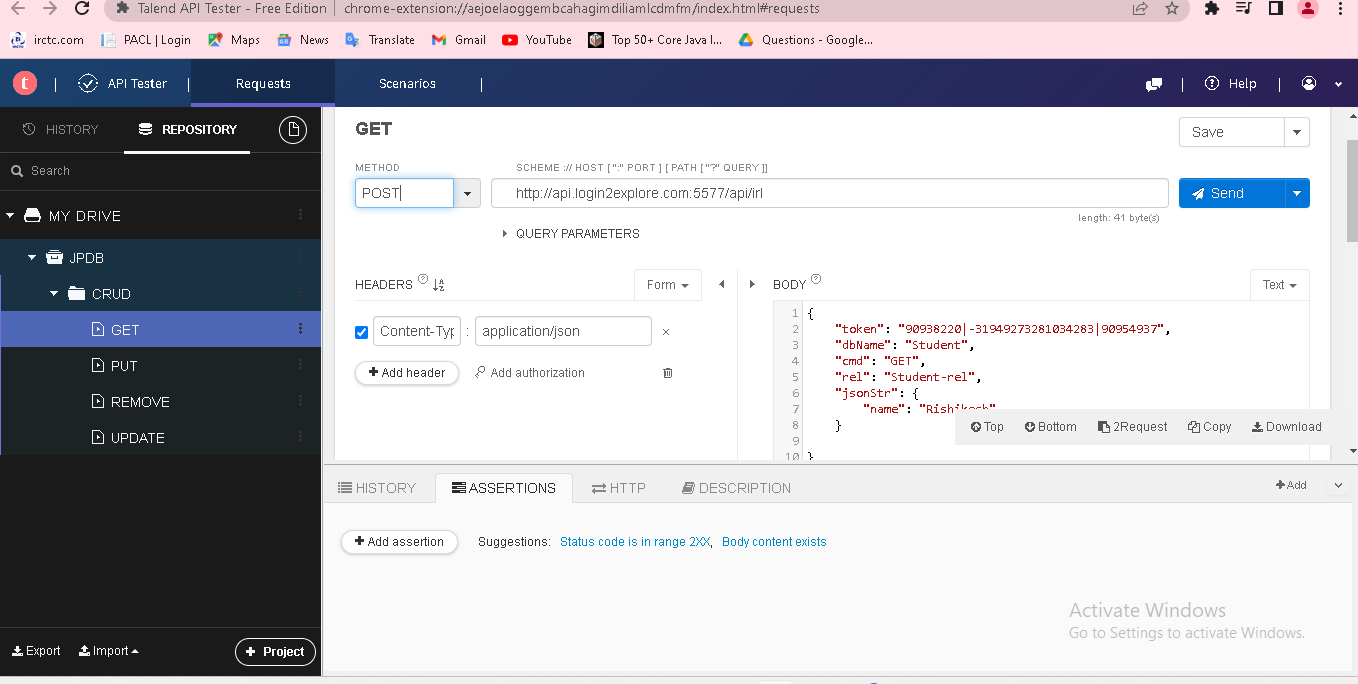 Talend API Tester - Free Edition | chrome-extension://aejoelaoggembcahagimdiliamlcdmfm/index.html#requests
irctc.com PACL | Login Maps News Translate Gmail YouTube Top 50+ Core Java I... Questions - Google...
t | API Tester | Requests Scenarios | | Help |
HISTORY REPOSITORY
Search
MY DRIVE
JPDB
CRUD
GET
PUT
REMOVE
UPDATE
Export Import + Project
GET
Save
METHOD SCHEME :// HOST [ ":" PORT ] [ PATH [ "?" QUERY ]]
POST http://api.login2explore.com:5577/api/irl Send
length: 41 byte(s)
QUERY PARAMETERS
HEADERS ? Form
Content-Typ : application/json ×
+ Add header Add authorization
BODY ? Text
1 {
2 "token": "90938220|-31949273281034283|90954937",
3 "dbName": "Student",
4 "cmd": "GET",
5 "rel": "Student-rel",
6 "jsonStr": {
7 "name": "Rishikesh"
8 }
9
10 }
Top Bottom 2Request Copy Download
HISTORY ASSERTIONS HTTP DESCRIPTION + Add
+ Add assertion Suggestions: Status code is in range 2XX, Body content exists
Activate Windows
Go to Settings to activate Windows.